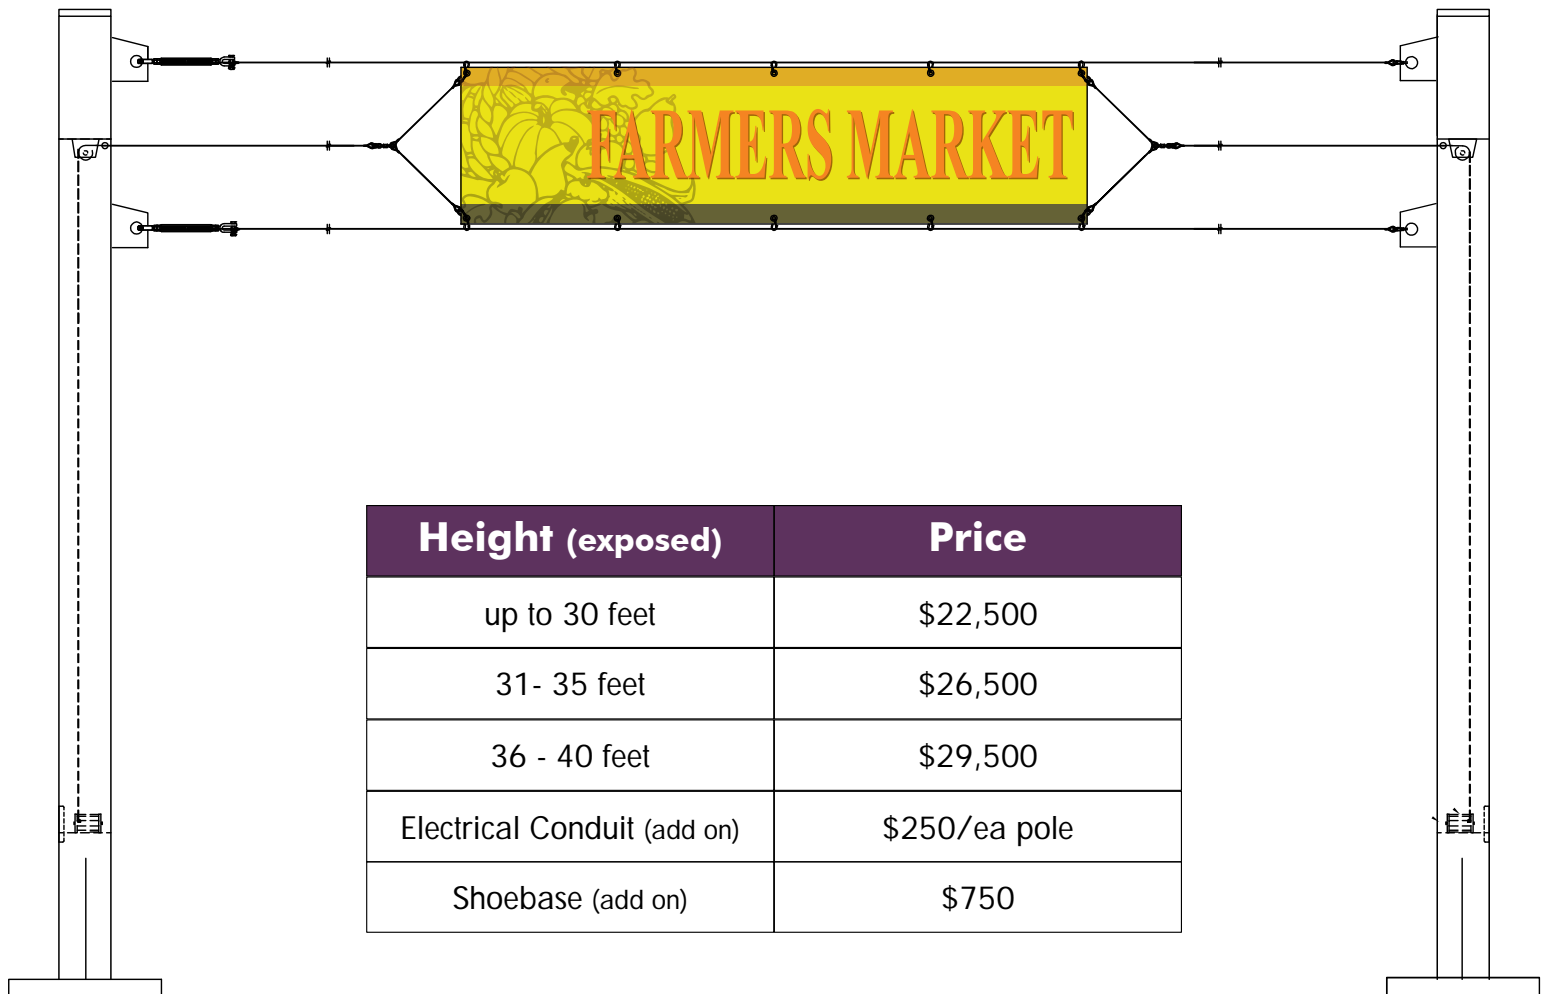 FARMERS MARKET
Height (exposed) Price
up to 30 feet $22,500
31- 35 feet $26,500
36 - 40 feet $29,500
Electrical Conduit (add on) $250/ea pole
Shoebase (add on) $750